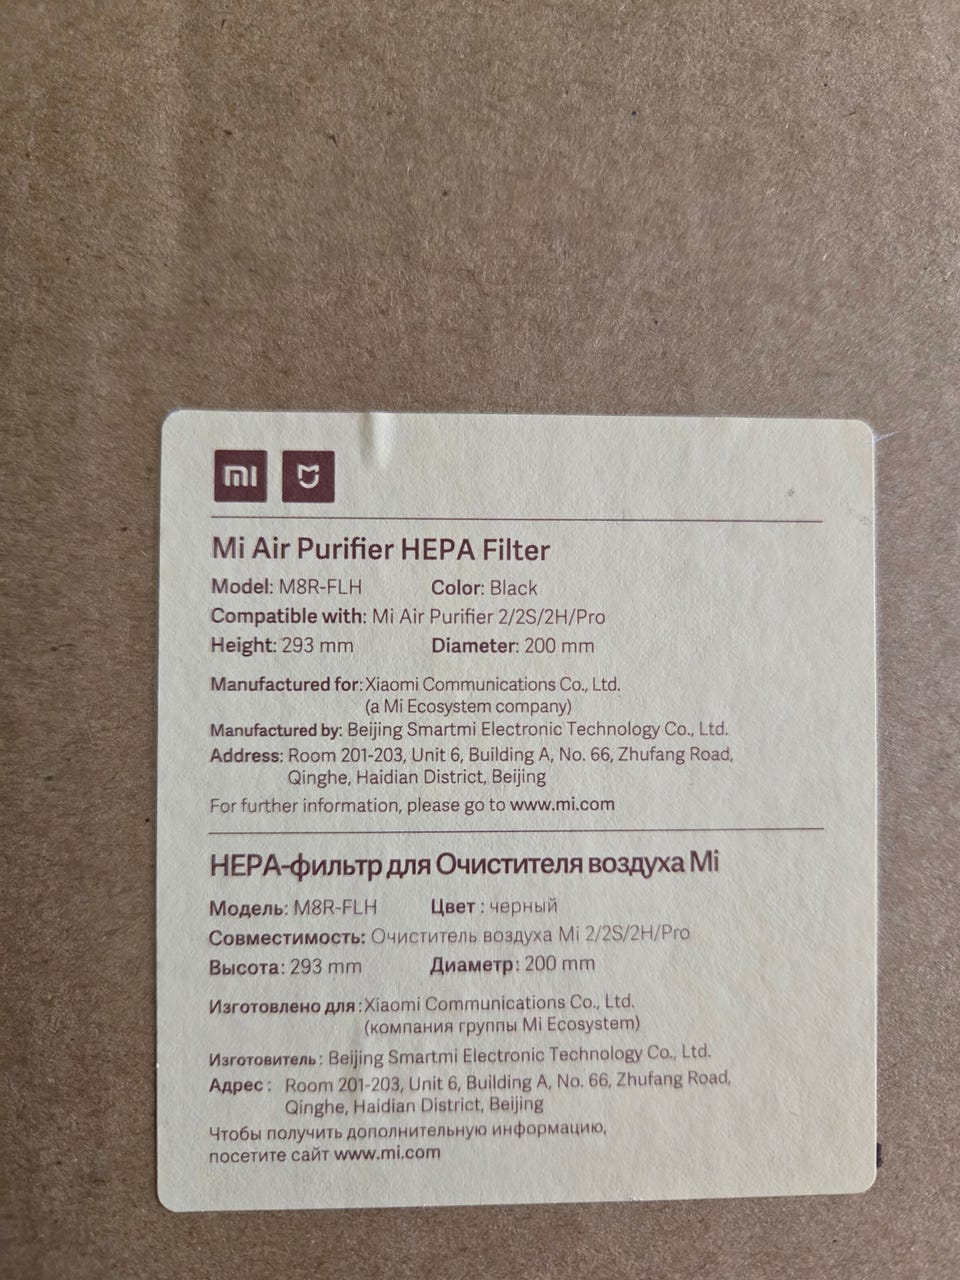 mi
Mi Air Purifier HEPA Filter
Model: M8R-FLH Color: Black
Compatible with: Mi Air Purifier 2/2S/2H/Pro
Height: 293 mm Diameter: 200 mm
Manufactured for: Xiaomi Communications Co., Ltd.
(a Mi Ecosystem company)
Manufactured by: Beijing Smartmi Electronic Technology Co., Ltd.
Address: Room 201-203, Unit 6, Building A, No. 66, Zhufang Road,
Qinghe, Haidian District, Beijing
For further information, please go to www.mi.com
HEPA-фильтр для Очистителя воздуха Mi
Модель: M8R-FLH Цвет : черный
Совместимость: Очиститель воздуха Mi 2/2S/2H/Pro
Высота: 293 mm Диаметр: 200 mm
Изготовлено для : Xiaomi Communications Co., Ltd.
(компания группы Mi Ecosystem)
Изготовитель : Beijing Smartmi Electronic Technology Co., Ltd.
Адрес : Room 201-203, Unit 6, Building A, No. 66, Zhufang Road,
Qinghe, Haidian District, Beijing
Чтобы получить дополнительную информацию,
посетите сайт www.mi.com